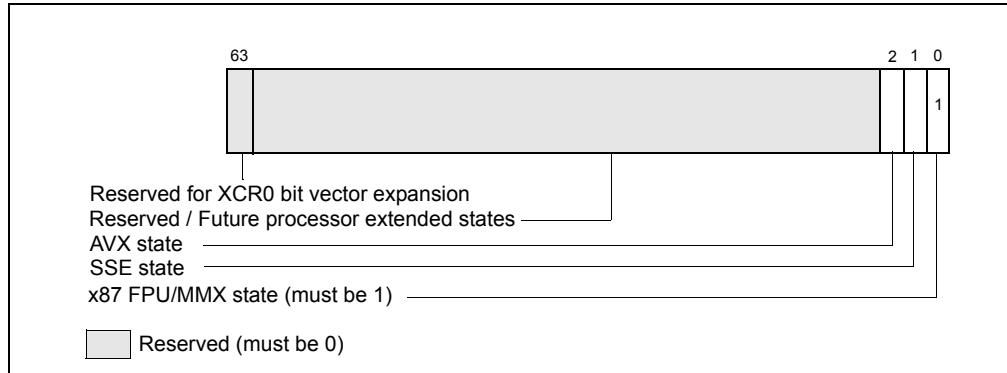 63
2 1 0
1
Reserved for XCR0 bit vector expansion
Reserved / Future processor extended states
AVX state
SSE state
x87 FPU/MMX state (must be 1)
Reserved (must be 0)